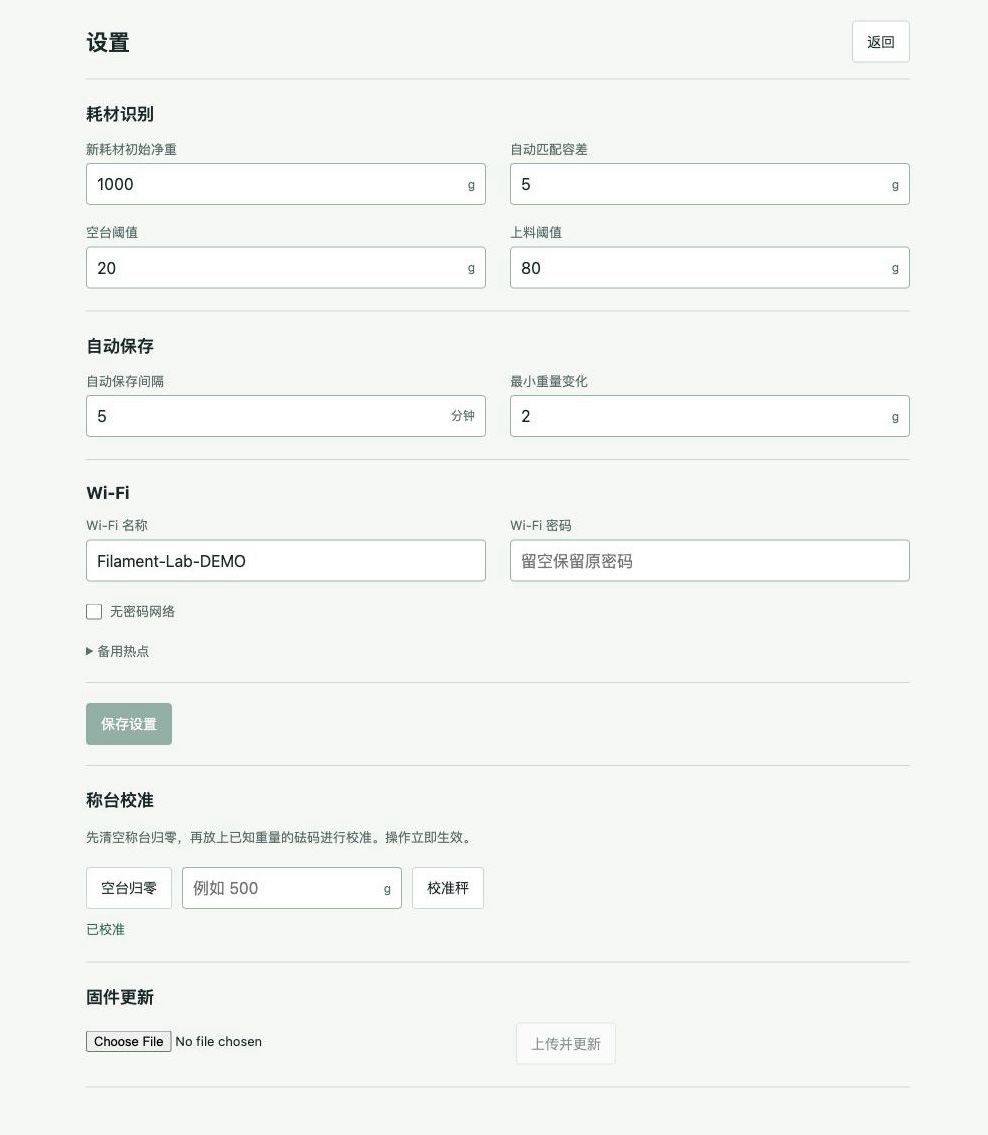 设置
返回
耗材识别
新耗材初始净重
自动匹配容差
1000 g
5 g
空台阈值
上料阈值
20 g
80 g
自动保存
自动保存间隔
最小重量变化
5 分钟
2 g
Wi-Fi
Wi-Fi 名称
Wi-Fi 密码
Filament-Lab-DEMO
留空保留原密码
无密码网络
备用热点
保存设置
称台校准
先清空称台归零，再放上已知重量的砝码进行校准。操作立即生效。
空台归零 例如 500 g 校准秤
已校准
固件更新
Choose File No file chosen
上传并更新